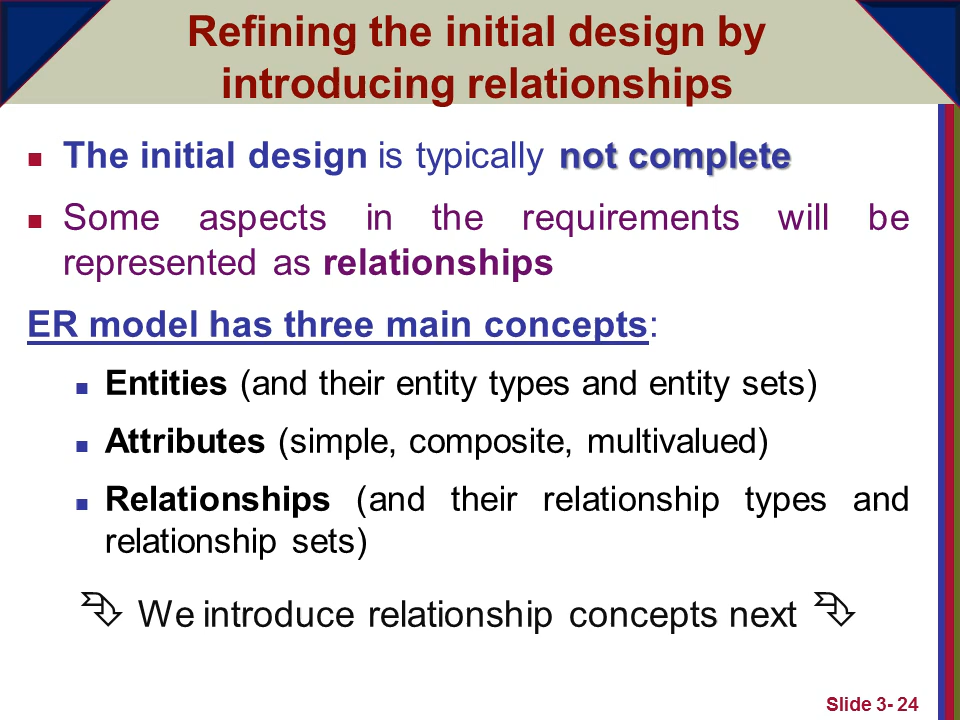 Refining the initial design by
introducing relationships
The initial design is typically not complete
Some aspects in the requirements will be
represented as relationships
ER model has three main concepts:
Entities (and their entity types and entity sets)
Attributes (simple, composite, multivalued)
Relationships (and their relationship types and
relationship sets)
We introduce relationship concepts next
Slide 3- 24